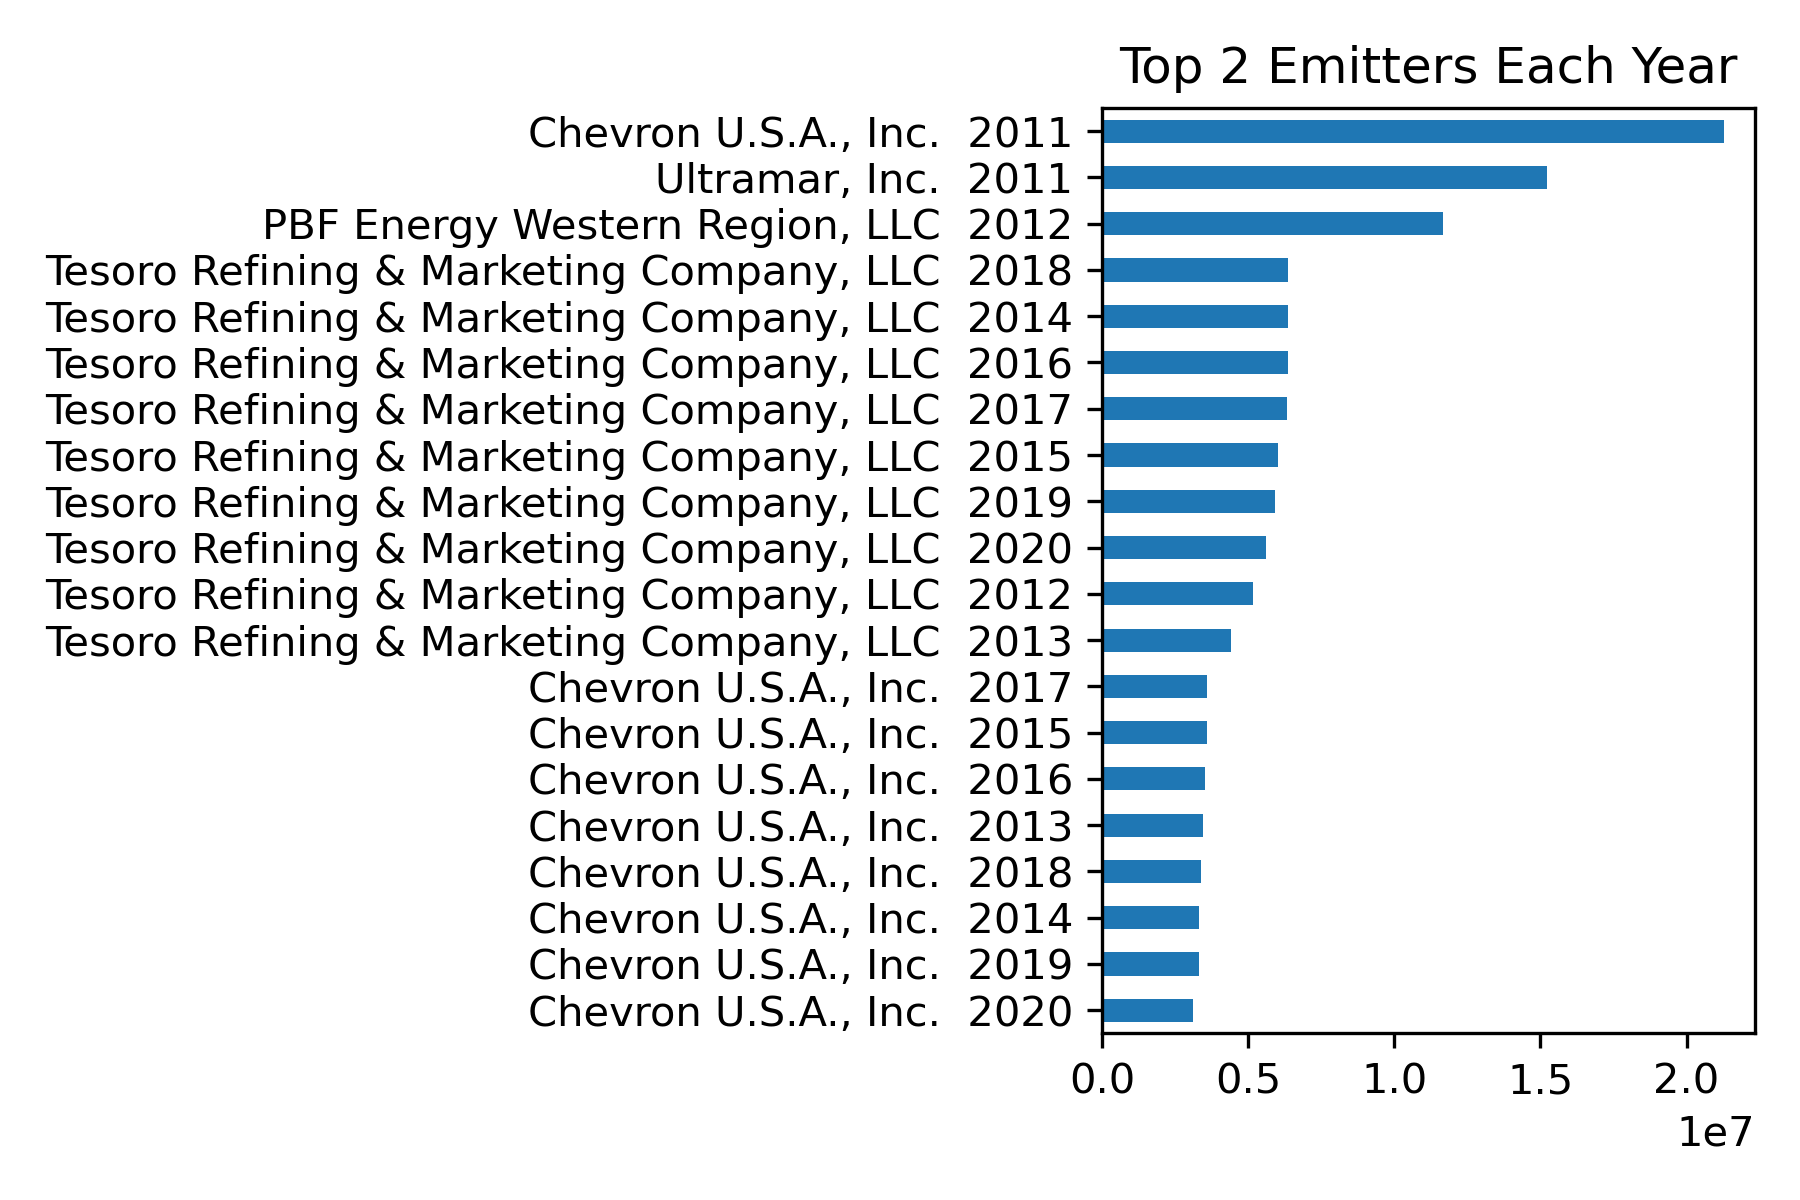 Top 2 Emitters Each Year
Chevron U.S.A., Inc.  2011
Ultramar, Inc.  2011
PBF Energy Western Region, LLC  2012
Tesoro Refining & Marketing Company, LLC  2018
Tesoro Refining & Marketing Company, LLC  2014
Tesoro Refining & Marketing Company, LLC  2016
Tesoro Refining & Marketing Company, LLC  2017
Tesoro Refining & Marketing Company, LLC  2015
Tesoro Refining & Marketing Company, LLC  2019
Tesoro Refining & Marketing Company, LLC  2020
Tesoro Refining & Marketing Company, LLC  2012
Tesoro Refining & Marketing Company, LLC  2013
Chevron U.S.A., Inc.  2017
Chevron U.S.A., Inc.  2015
Chevron U.S.A., Inc.  2016
Chevron U.S.A., Inc.  2013
Chevron U.S.A., Inc.  2018
Chevron U.S.A., Inc.  2014
Chevron U.S.A., Inc.  2019
Chevron U.S.A., Inc.  2020
0.0 0.5 1.0 1.5 2.0
1e7